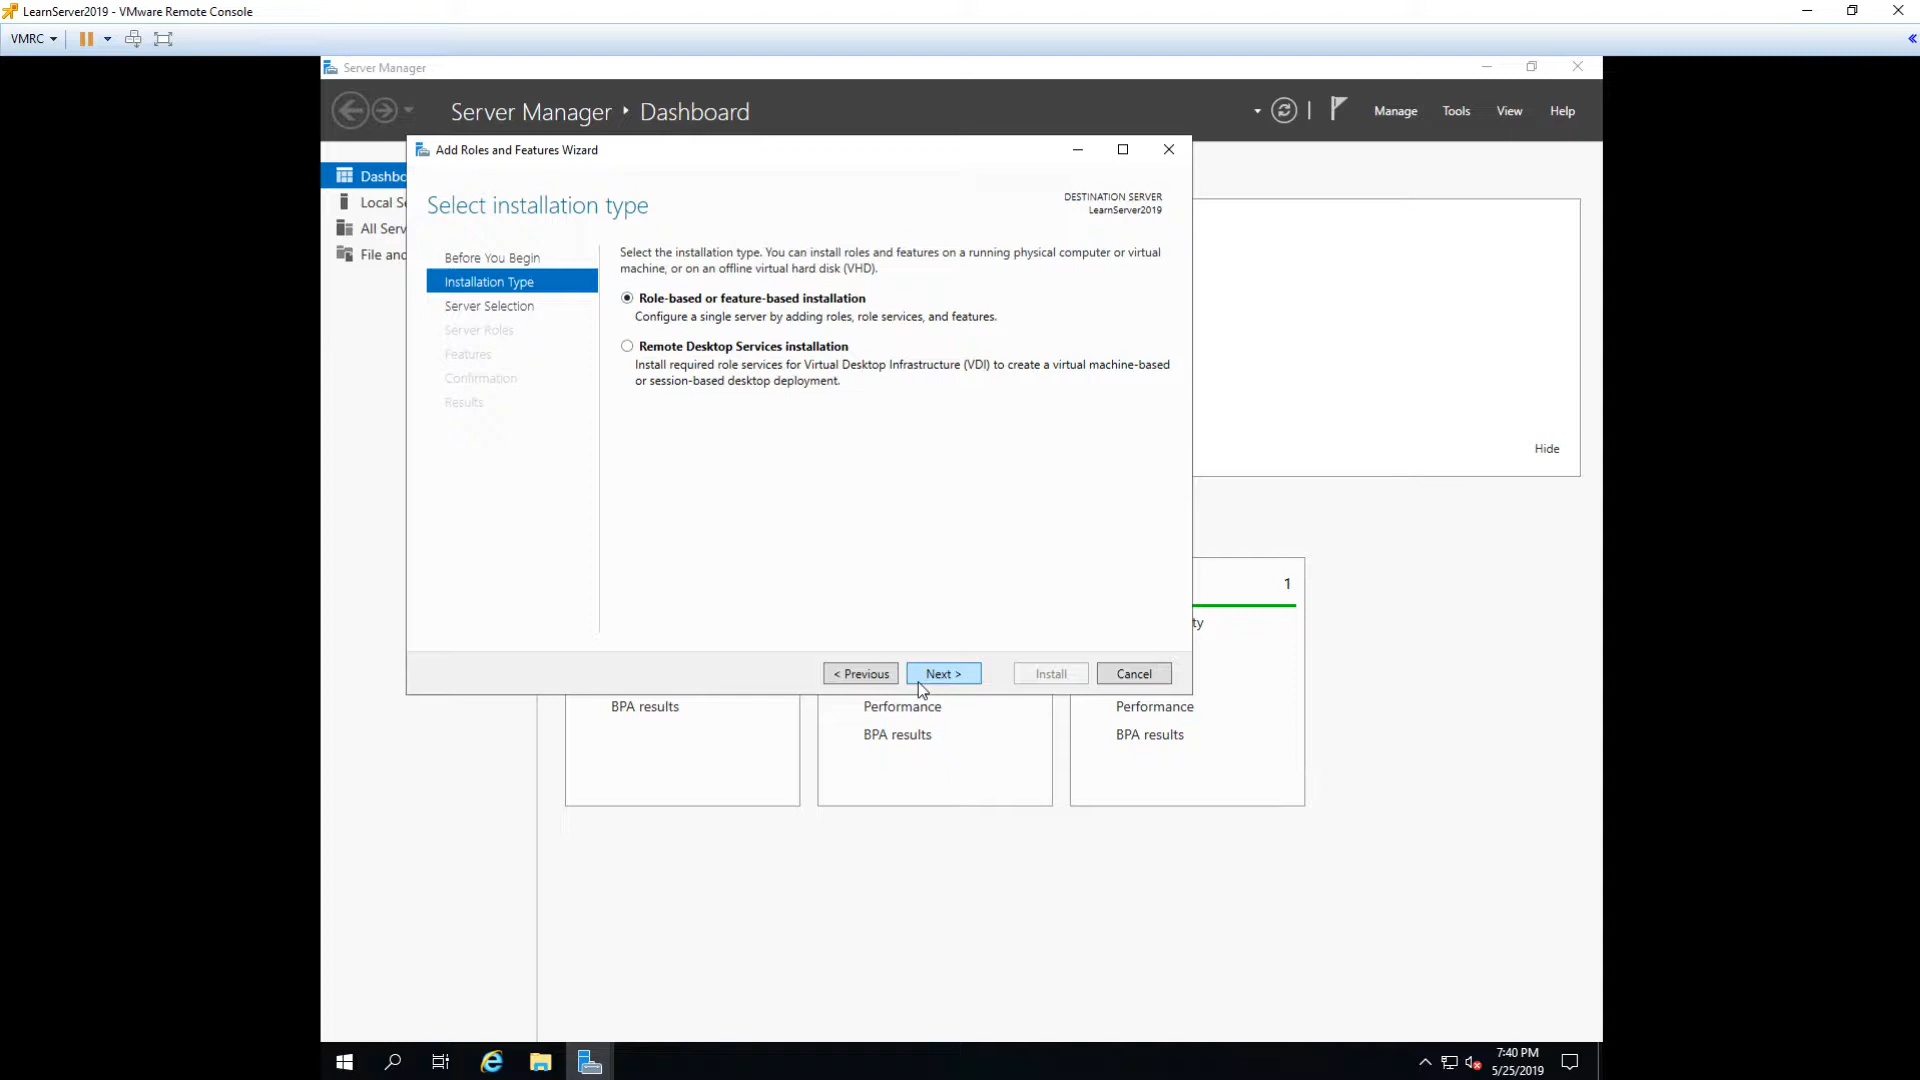 LearnServer2019 - VMware Remote Console
VMRC
Server Manager
Server Manager
Dashboard
Manage
Tools
View
Help
Add Roles and Features Wizard
Dashbo
Local Se
All Serv
File and
Select installation type
DESTINATION SERVER
LearnServer2019
Before You Begin
Installation Type
Server Selection
Server Roles
Features
Confirmation
Results
Select the installation type. You can install roles and features on a running physical computer or virtual
machine, or on an offline virtual hard disk (VHD).
Role-based or feature-based installation
Configure a single server by adding roles, role services, and features.
Remote Desktop Services installation
Install required role services for Virtual Desktop Infrastructure (VDI) to create a virtual machine-based
or session-based desktop deployment.
Hide
1
ty
< Previous
Next >
Install
Cancel
BPA results
Performance
BPA results
Performance
BPA results
7:40 PM
5/25/2019